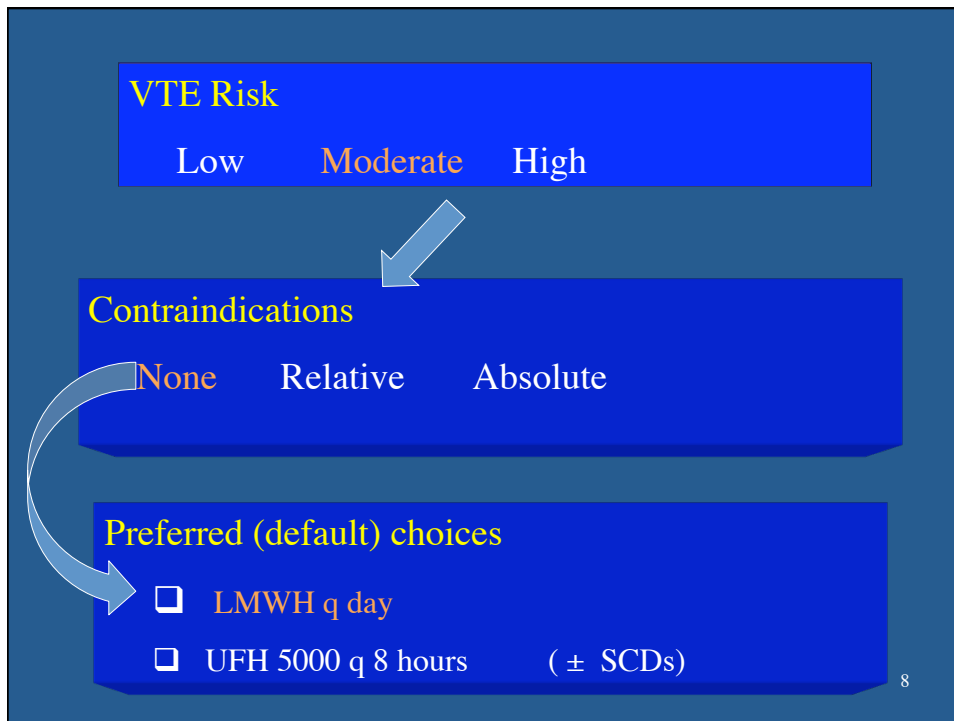 VTE Risk
Low Moderate High
Contraindications
None Relative Absolute
Preferred (default) choices
❑ LMWH q day
❑ UFH 5000 q 8 hours ( ± SCDs)
8